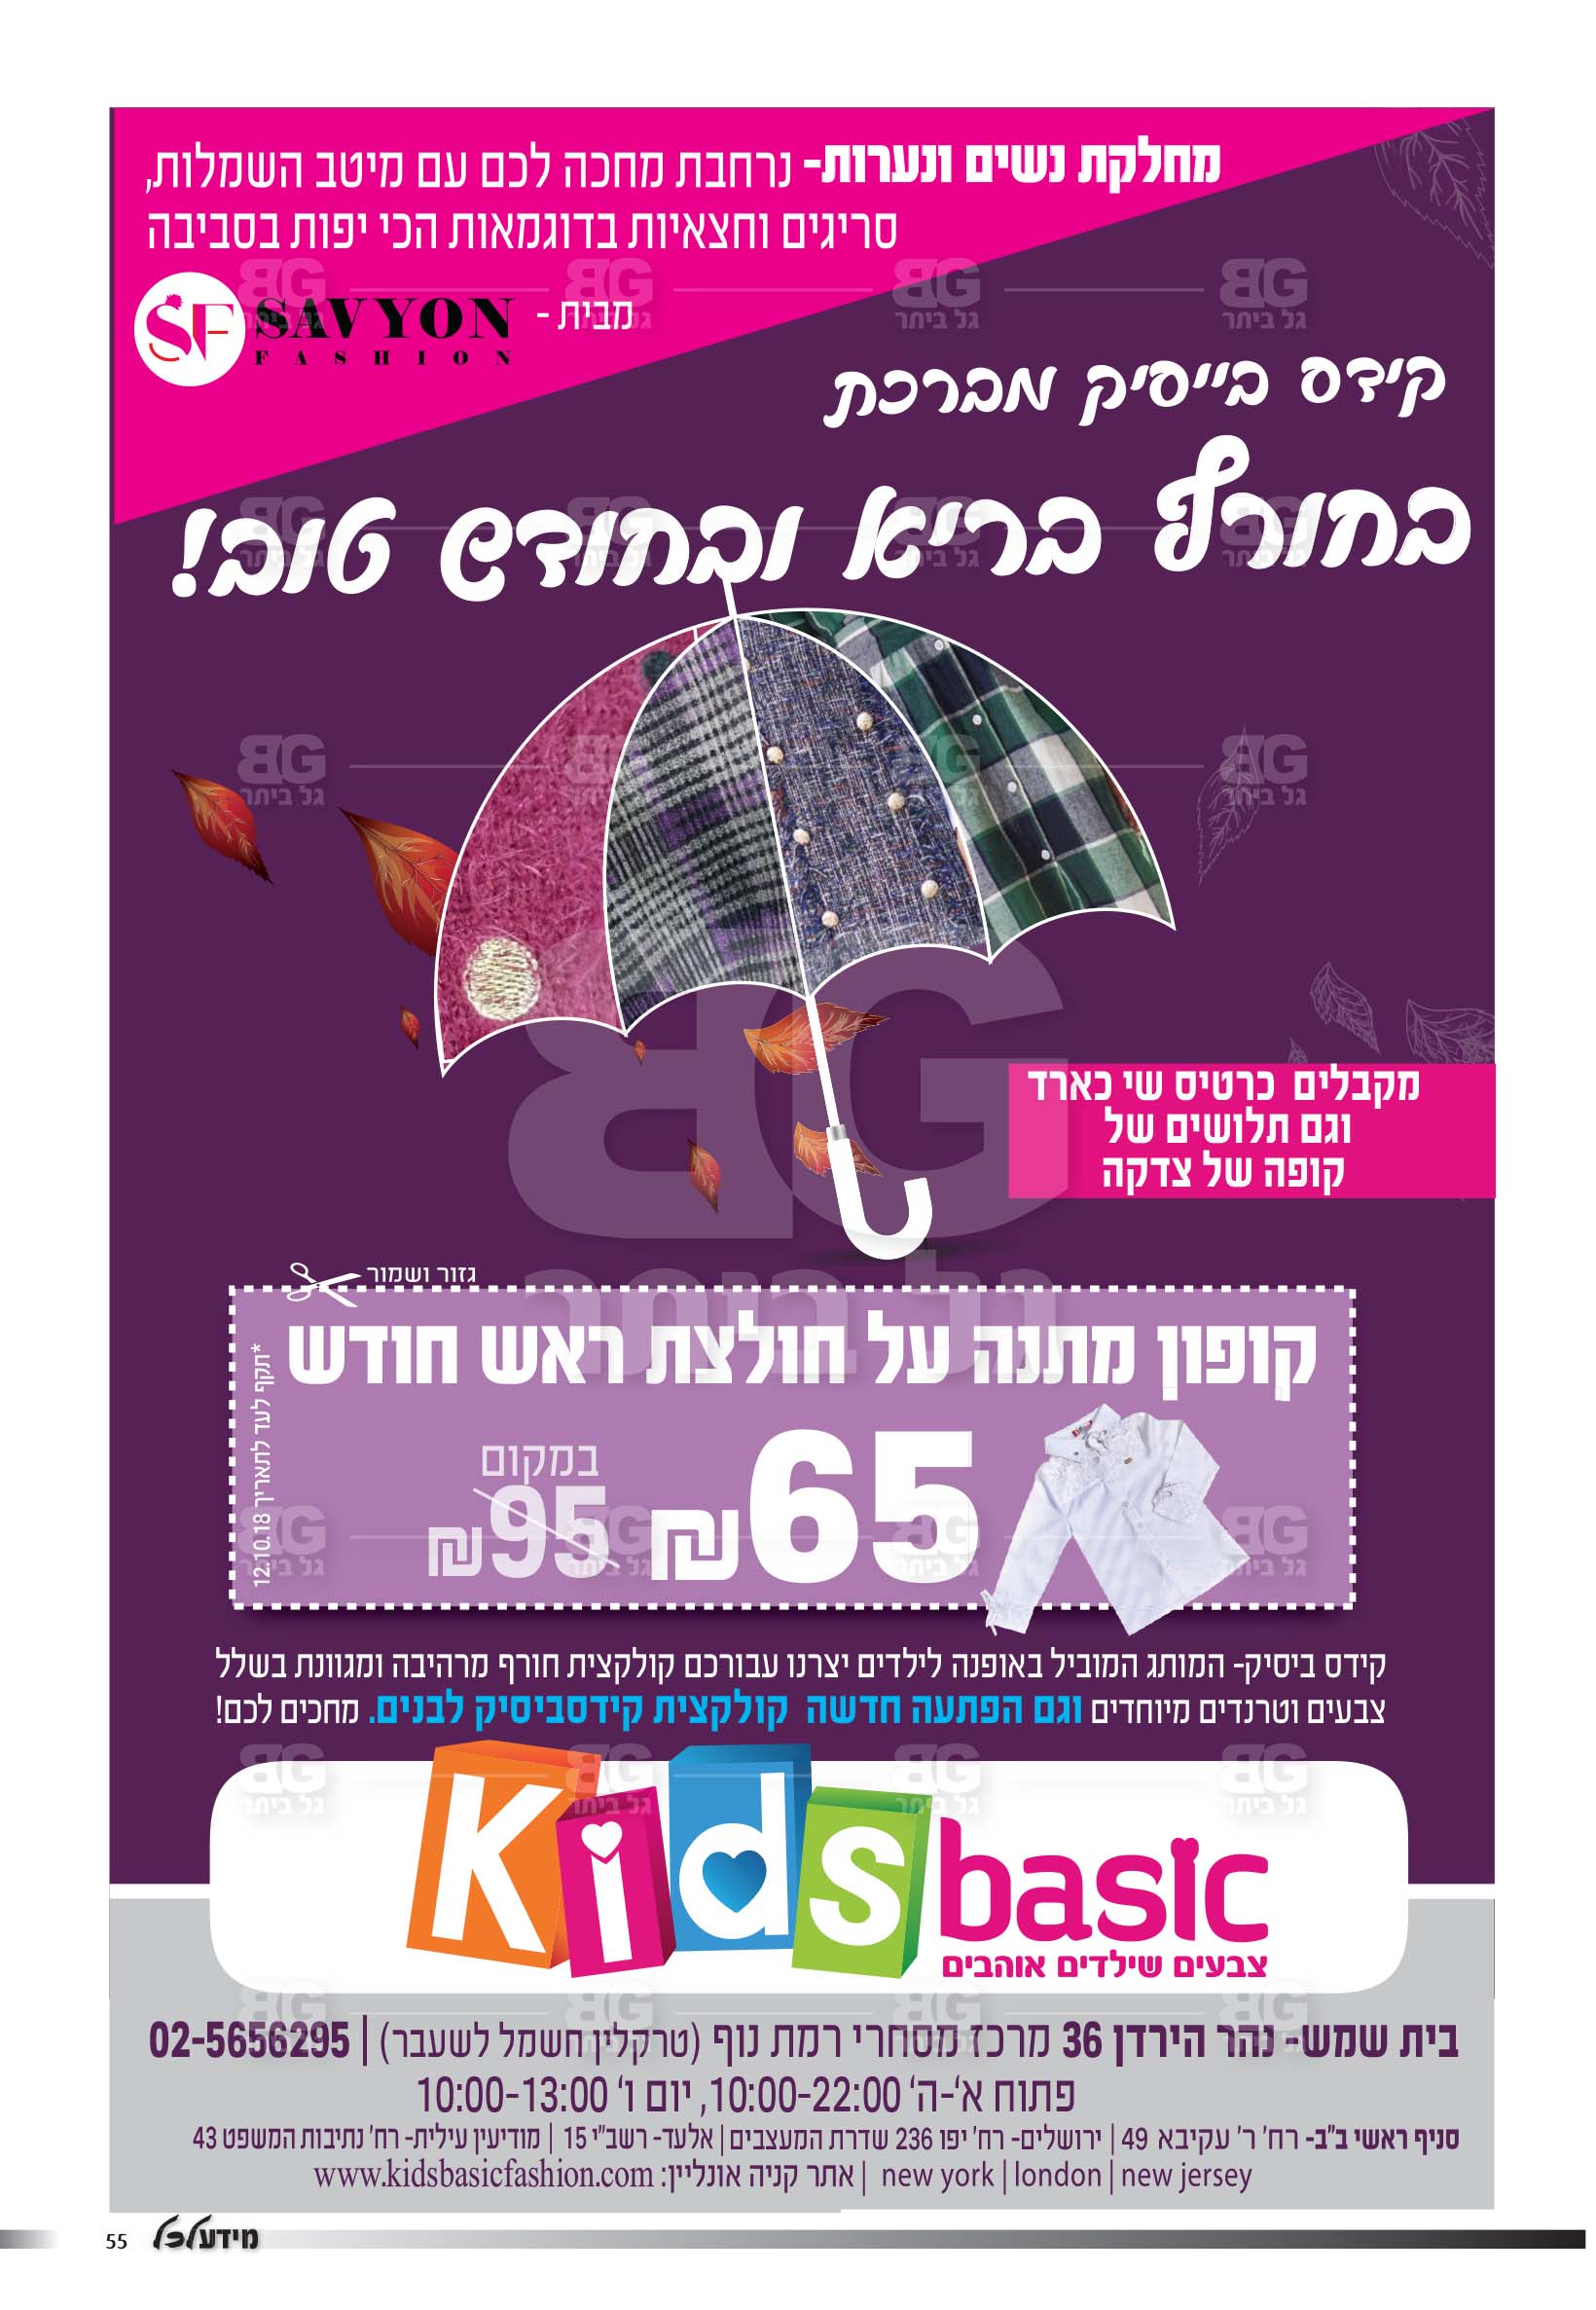 מחלקת נשים ונערות- נרחבת מחכה לכם עם מיטב השמלות,
סריגים וחצאיות בדוגמאות הכי יפות בסביבה
מבית -
SF SAVYON
FASHION
קידס בייסיק מברכת
בחורף בריא ובחודש טוב!
מקבלים כרטיס שי כארד
וגם תלושים של
קופה של צדקה
גזור ושמור
קופון מתנה על חולצת ראש חודש
65₪
במקום
95₪
*תקף לעד לתאריך 12.10.18
קידס ביסיק- המותג המוביל באופנה לילדים יצרנו עבורכם קולקצית חורף מרהיבה ומגוונת בשלל
צבעים וטרנדים מיוחדים וגם הפתעה חדשה קולקצית קידסביסיק לבנים. מחכים לכם!
Kids basic
צבעים שילדים אוהבים
בית שמש- נהר הירדן 36 מרכז מסחרי רמת נוף (טרקלין חשמל לשעבר) | 02-5656295
פתוח א'-ה' 10:00-22:00, יום ו' 10:00-13:00
סניף ראשי ב"ב- רח' ר' עקיבא 49 | ירושלים- רח' יפו 236 שדרת המעצבים | אלעד- רשב"י 15 | מודיעין עילית- רח' נתיבות המשפט 43
new york | london | new jersey | אתר קניה אונליין: www.kidsbasicfashion.com
55 מידע לכל
BG
גל ביתר